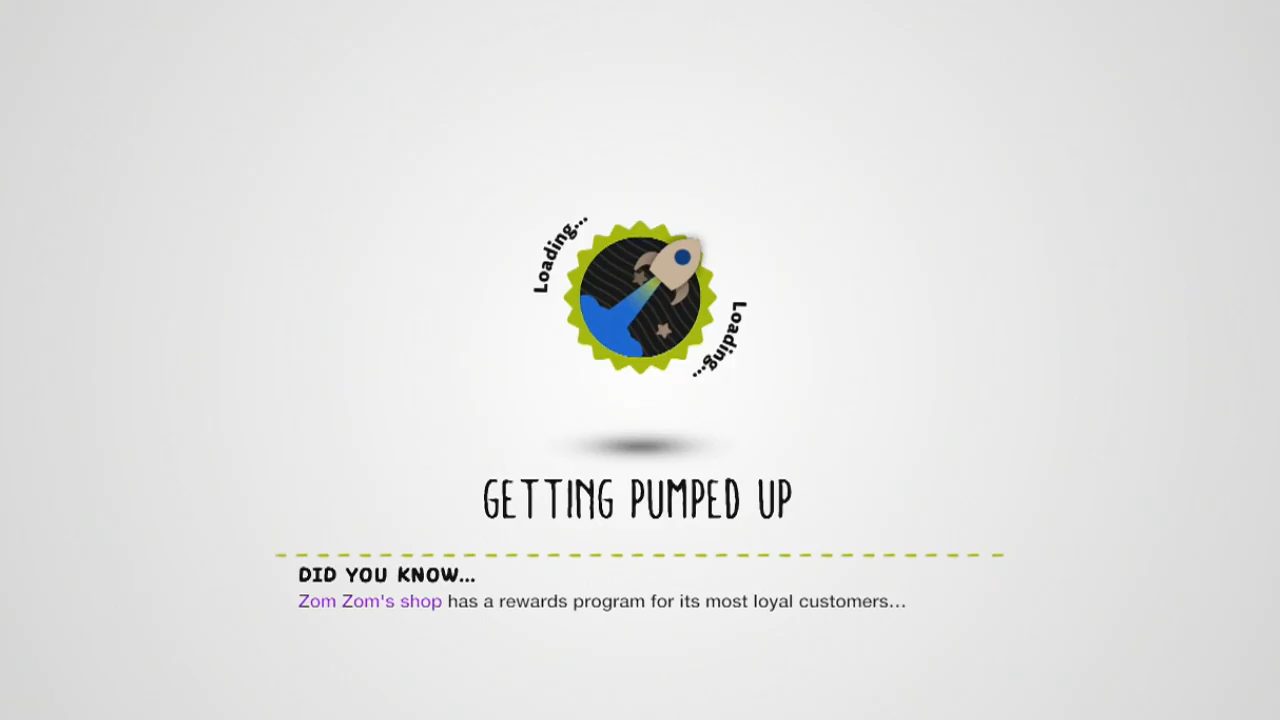 Loading...
Loading...
GETTING PUMPED UP
DID YOU KNOW...
Zom Zom's shop has a rewards program for its most loyal customers...